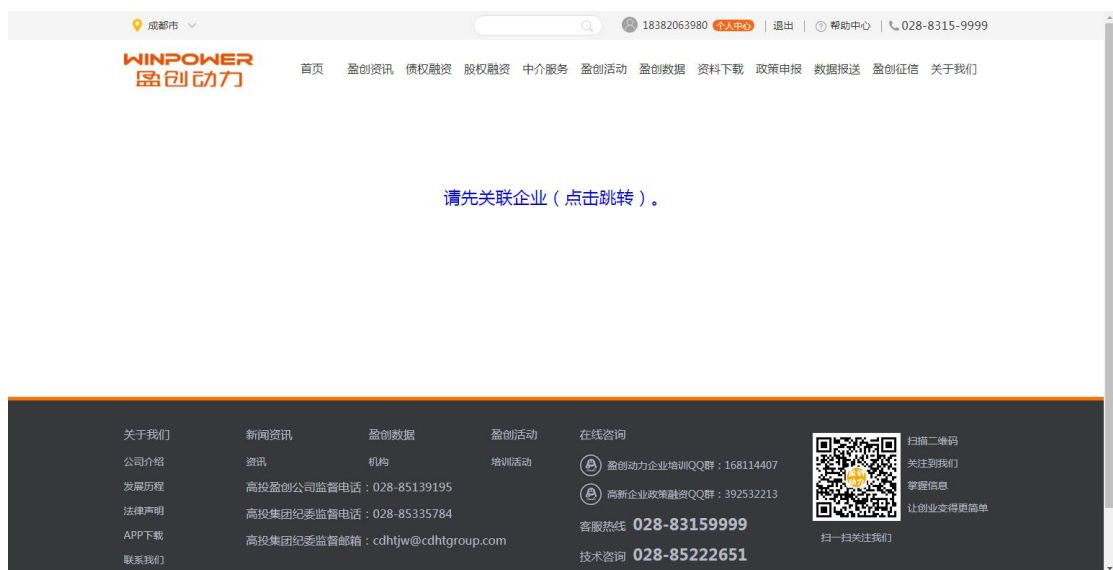 成都市
18382063980 个人中心 | 退出 | 帮助中心 | 028-8315-9999
WINPOWER
盈创动力
首页 盈创资讯 债权融资 股权融资 中介服务 盈创活动 盈创数据 资料下载 政策申报 数据报送 盈创征信 关于我们
请先关联企业（点击跳转）。
关于我们 新闻资讯 盈创数据 盈创活动 在线咨询
公司介绍 资讯 机构 培训活动
盈创动力企业培训QQ群：168114407
发展历程 高投盈创公司监督电话：028-85139195
高新企业政策融资QQ群：392532213
法律声明 高投集团纪委监督电话：028-85335784
客服热线 028-83159999
APP下载 高投集团纪委监督邮箱：cdhtjw@cdhtgroup.com
联系我们
技术咨询 028-85222651
扫描二维码
关注到我们
掌握信息
让创业变得更简单
扫一扫关注我们